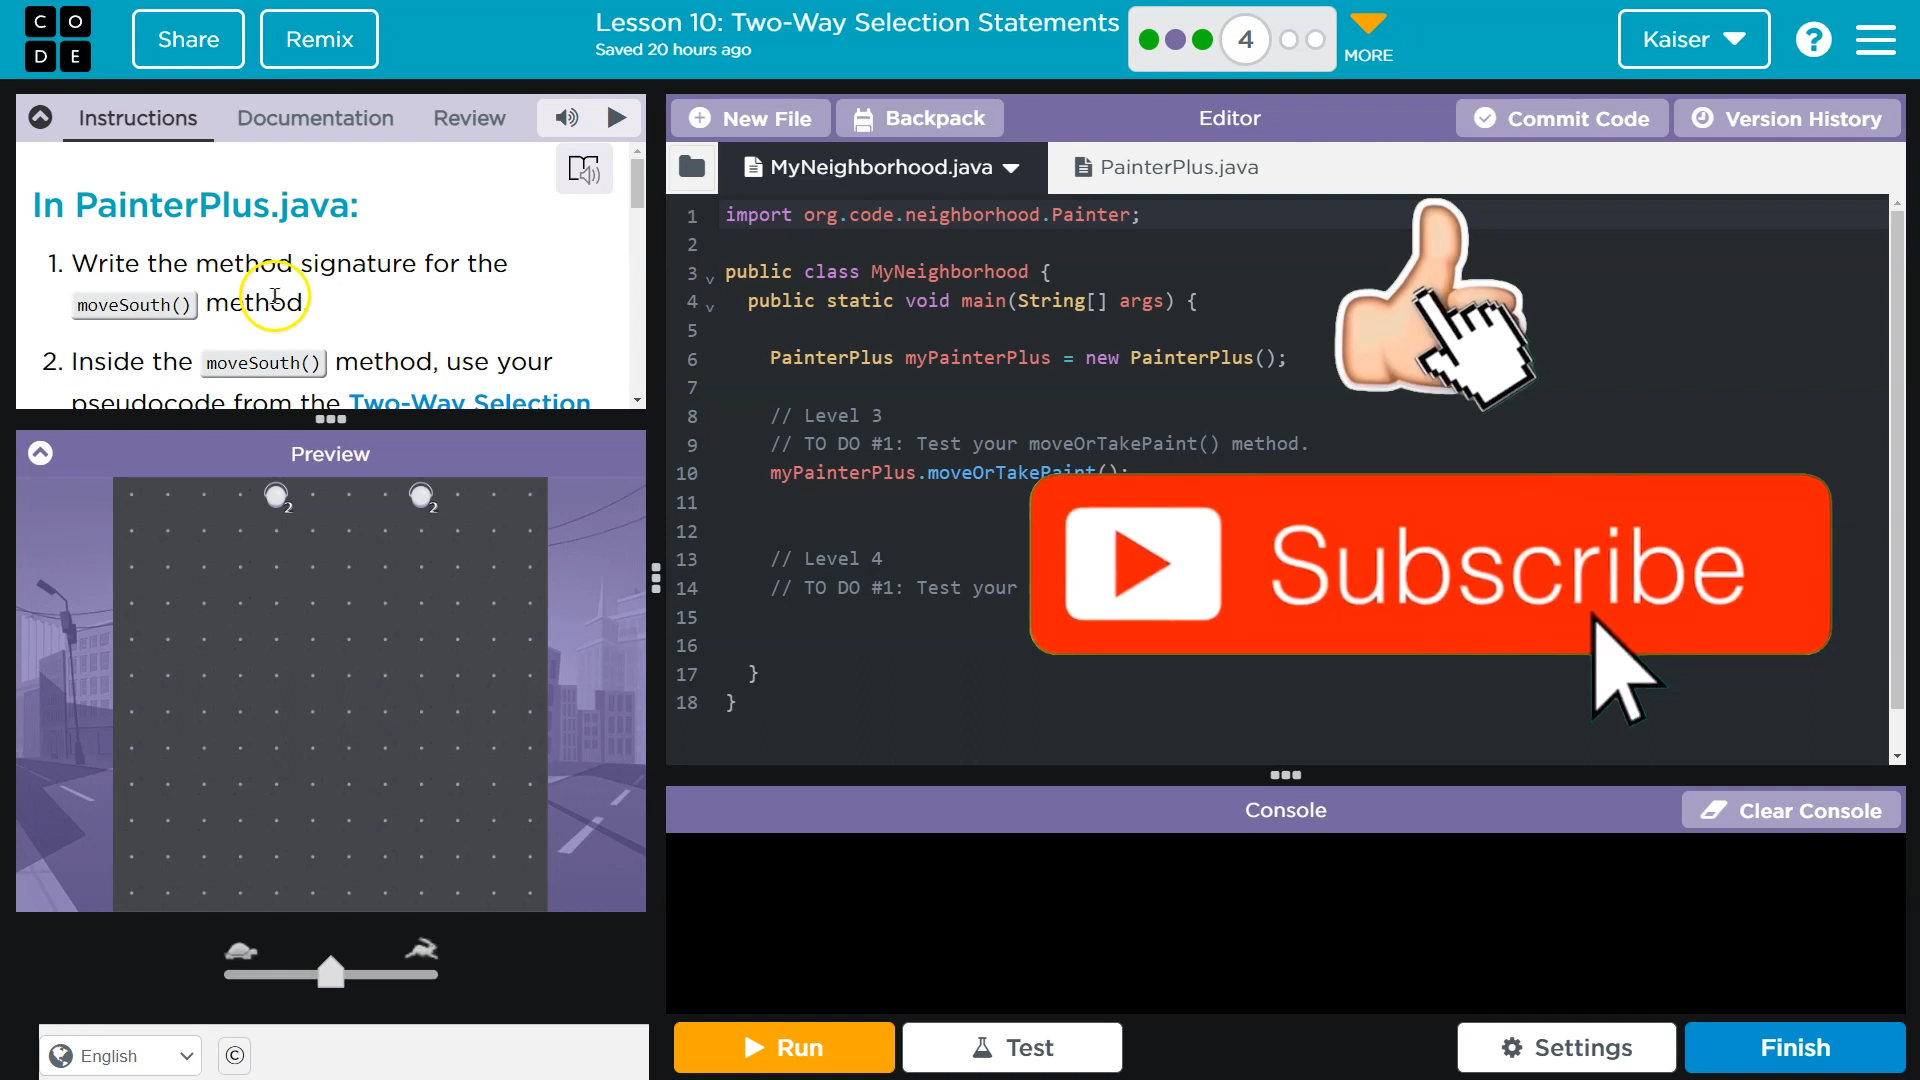 C O
D E
Share
Remix
Lesson 10: Two-Way Selection Statements
Saved 20 hours ago
4
MORE
Kaiser
?
Instructions
Documentation
Review
In PainterPlus.java:
1. Write the method signature for the
moveSouth() method
2. Inside the moveSouth() method, use your
pseudocode from the Two-Way Selection
Preview
2
2
English
©
New File
Backpack
Editor
Commit Code
Version History
MyNeighborhood.java
PainterPlus.java
1 import org.code.neighborhood.Painter;
2
3 public class MyNeighborhood {
4 public static void main(String[] args) {
5
6 PainterPlus myPainterPlus = new PainterPlus();
7
8 // Level 3
9 // TO DO #1: Test your moveOrTakePaint() method.
10 myPainterPlus.moveOrTakePaint();
11
12
13 // Level 4
14 // TO DO #1: Test your
15
16
17 }
18 }
Subscribe
Console
Clear Console
Run
Test
Settings
Finish